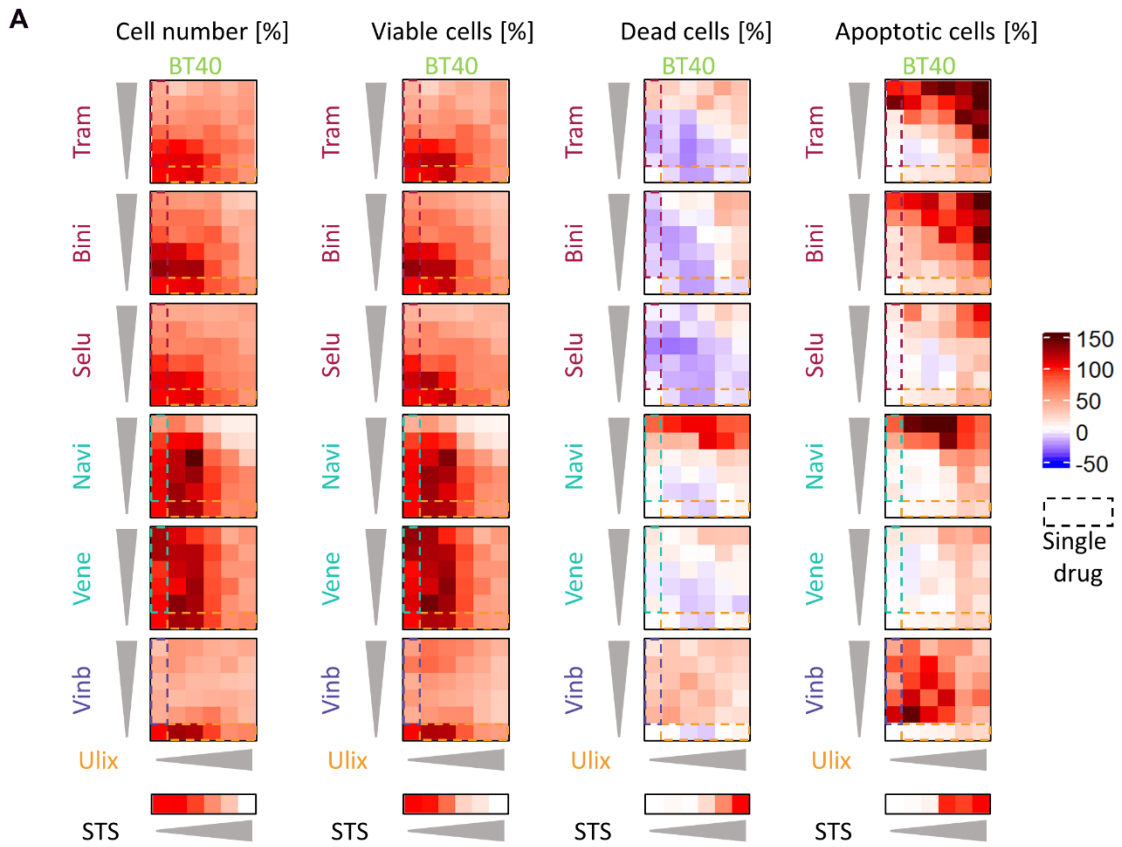 A
Cell number [%] Viable cells [%] Dead cells [%] Apoptotic cells [%]
BT40 BT40 BT40 BT40
Tram Tram Tram Tram
Bini Bini Bini Bini
Selu Selu Selu Selu
150
100
50
0
-50
Single
drug
Navi Navi Navi Navi
Vene Vene Vene Vene
Vinb Vinb Vinb Vinb
Ulix Ulix Ulix Ulix
STS STS STS STS